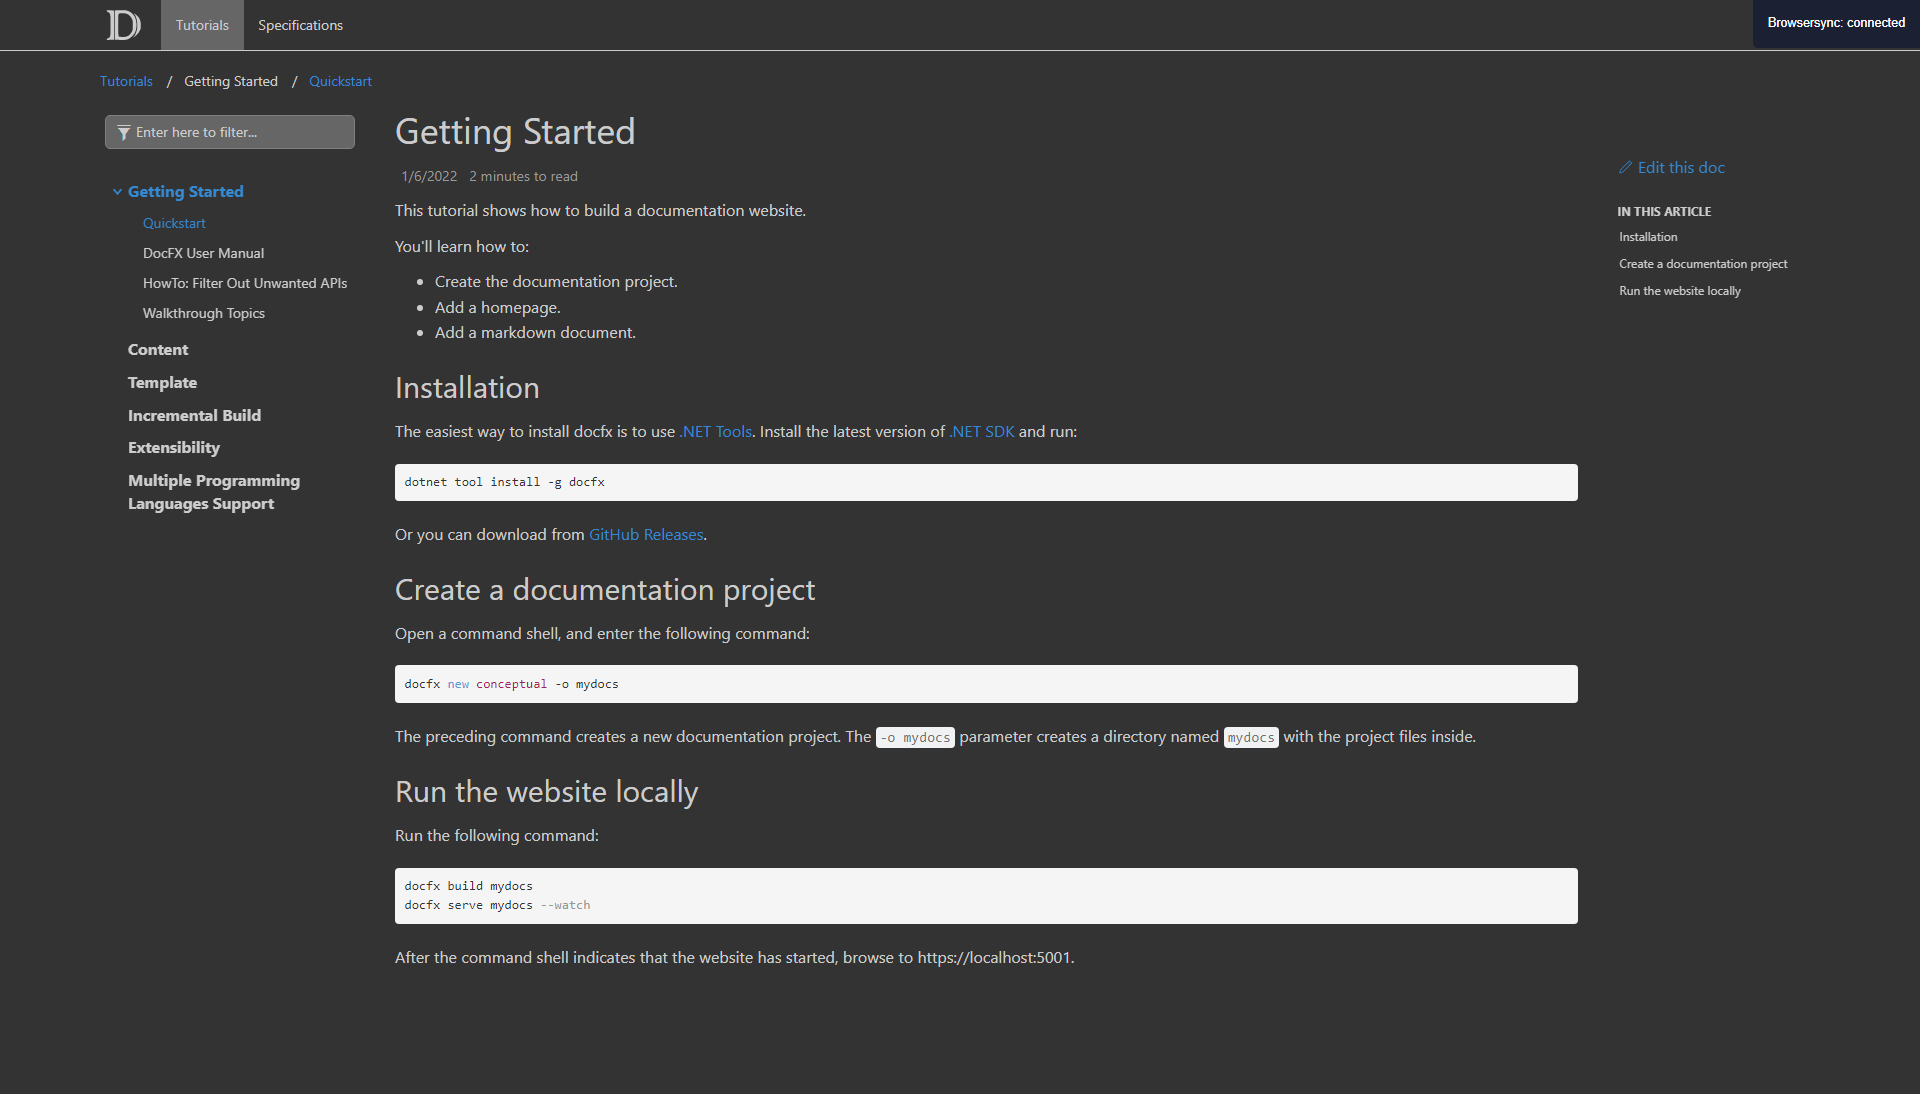 Tutorials
Specifications
Browsersync: connected
Tutorials / Getting Started / Quickstart
Enter here to filter...
Getting Started
Quickstart
DocFX User Manual
HowTo: Filter Out Unwanted APIs
Walkthrough Topics
Content
Template
Incremental Build
Extensibility
Multiple Programming
Languages Support
Getting Started
1/6/2022 2 minutes to read
This tutorial shows how to build a documentation website.
You'll learn how to:
• Create the documentation project.
• Add a homepage.
• Add a markdown document.
Installation
The easiest way to install docfx is to use .NET Tools. Install the latest version of .NET SDK and run:
dotnet tool install -g docfx
Or you can download from GitHub Releases.
Create a documentation project
Open a command shell, and enter the following command:
docfx new conceptual -o mydocs
The preceding command creates a new documentation project. The -o mydocs parameter creates a directory named mydocs with the project files inside.
Run the website locally
Run the following command:
docfx build mydocs
docfx serve mydocs --watch
After the command shell indicates that the website has started, browse to https://localhost:5001.
Edit this doc
IN THIS ARTICLE
Installation
Create a documentation project
Run the website locally